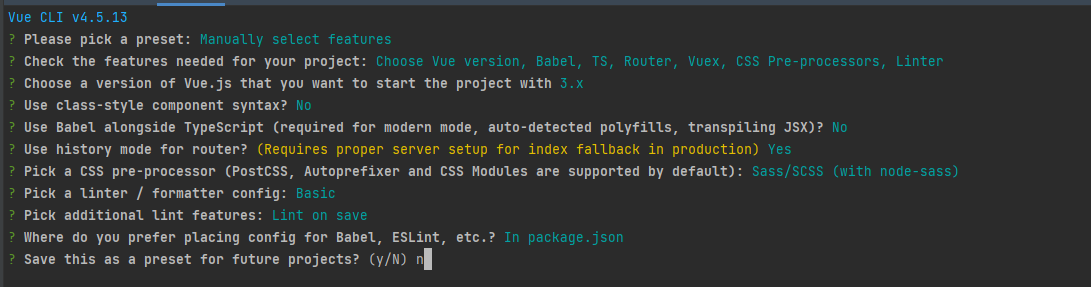 Vue CLI v4.5.13
? Please pick a preset: Manually select features
? Check the features needed for your project: Choose Vue version, Babel, TS, Router, Vuex, CSS Pre-processors, Linter
? Choose a version of Vue.js that you want to start the project with 3.x
? Use class-style component syntax? No
? Use Babel alongside TypeScript (required for modern mode, auto-detected polyfills, transpiling JSX)? No
? Use history mode for router? (Requires proper server setup for index fallback in production) Yes
? Pick a CSS pre-processor (PostCSS, Autoprefixer and CSS Modules are supported by default): Sass/SCSS (with node-sass)
? Pick a linter / formatter config: Basic
? Pick additional lint features: Lint on save
? Where do you prefer placing config for Babel, ESLint, etc.? In package.json
? Save this as a preset for future projects? (y/N) n